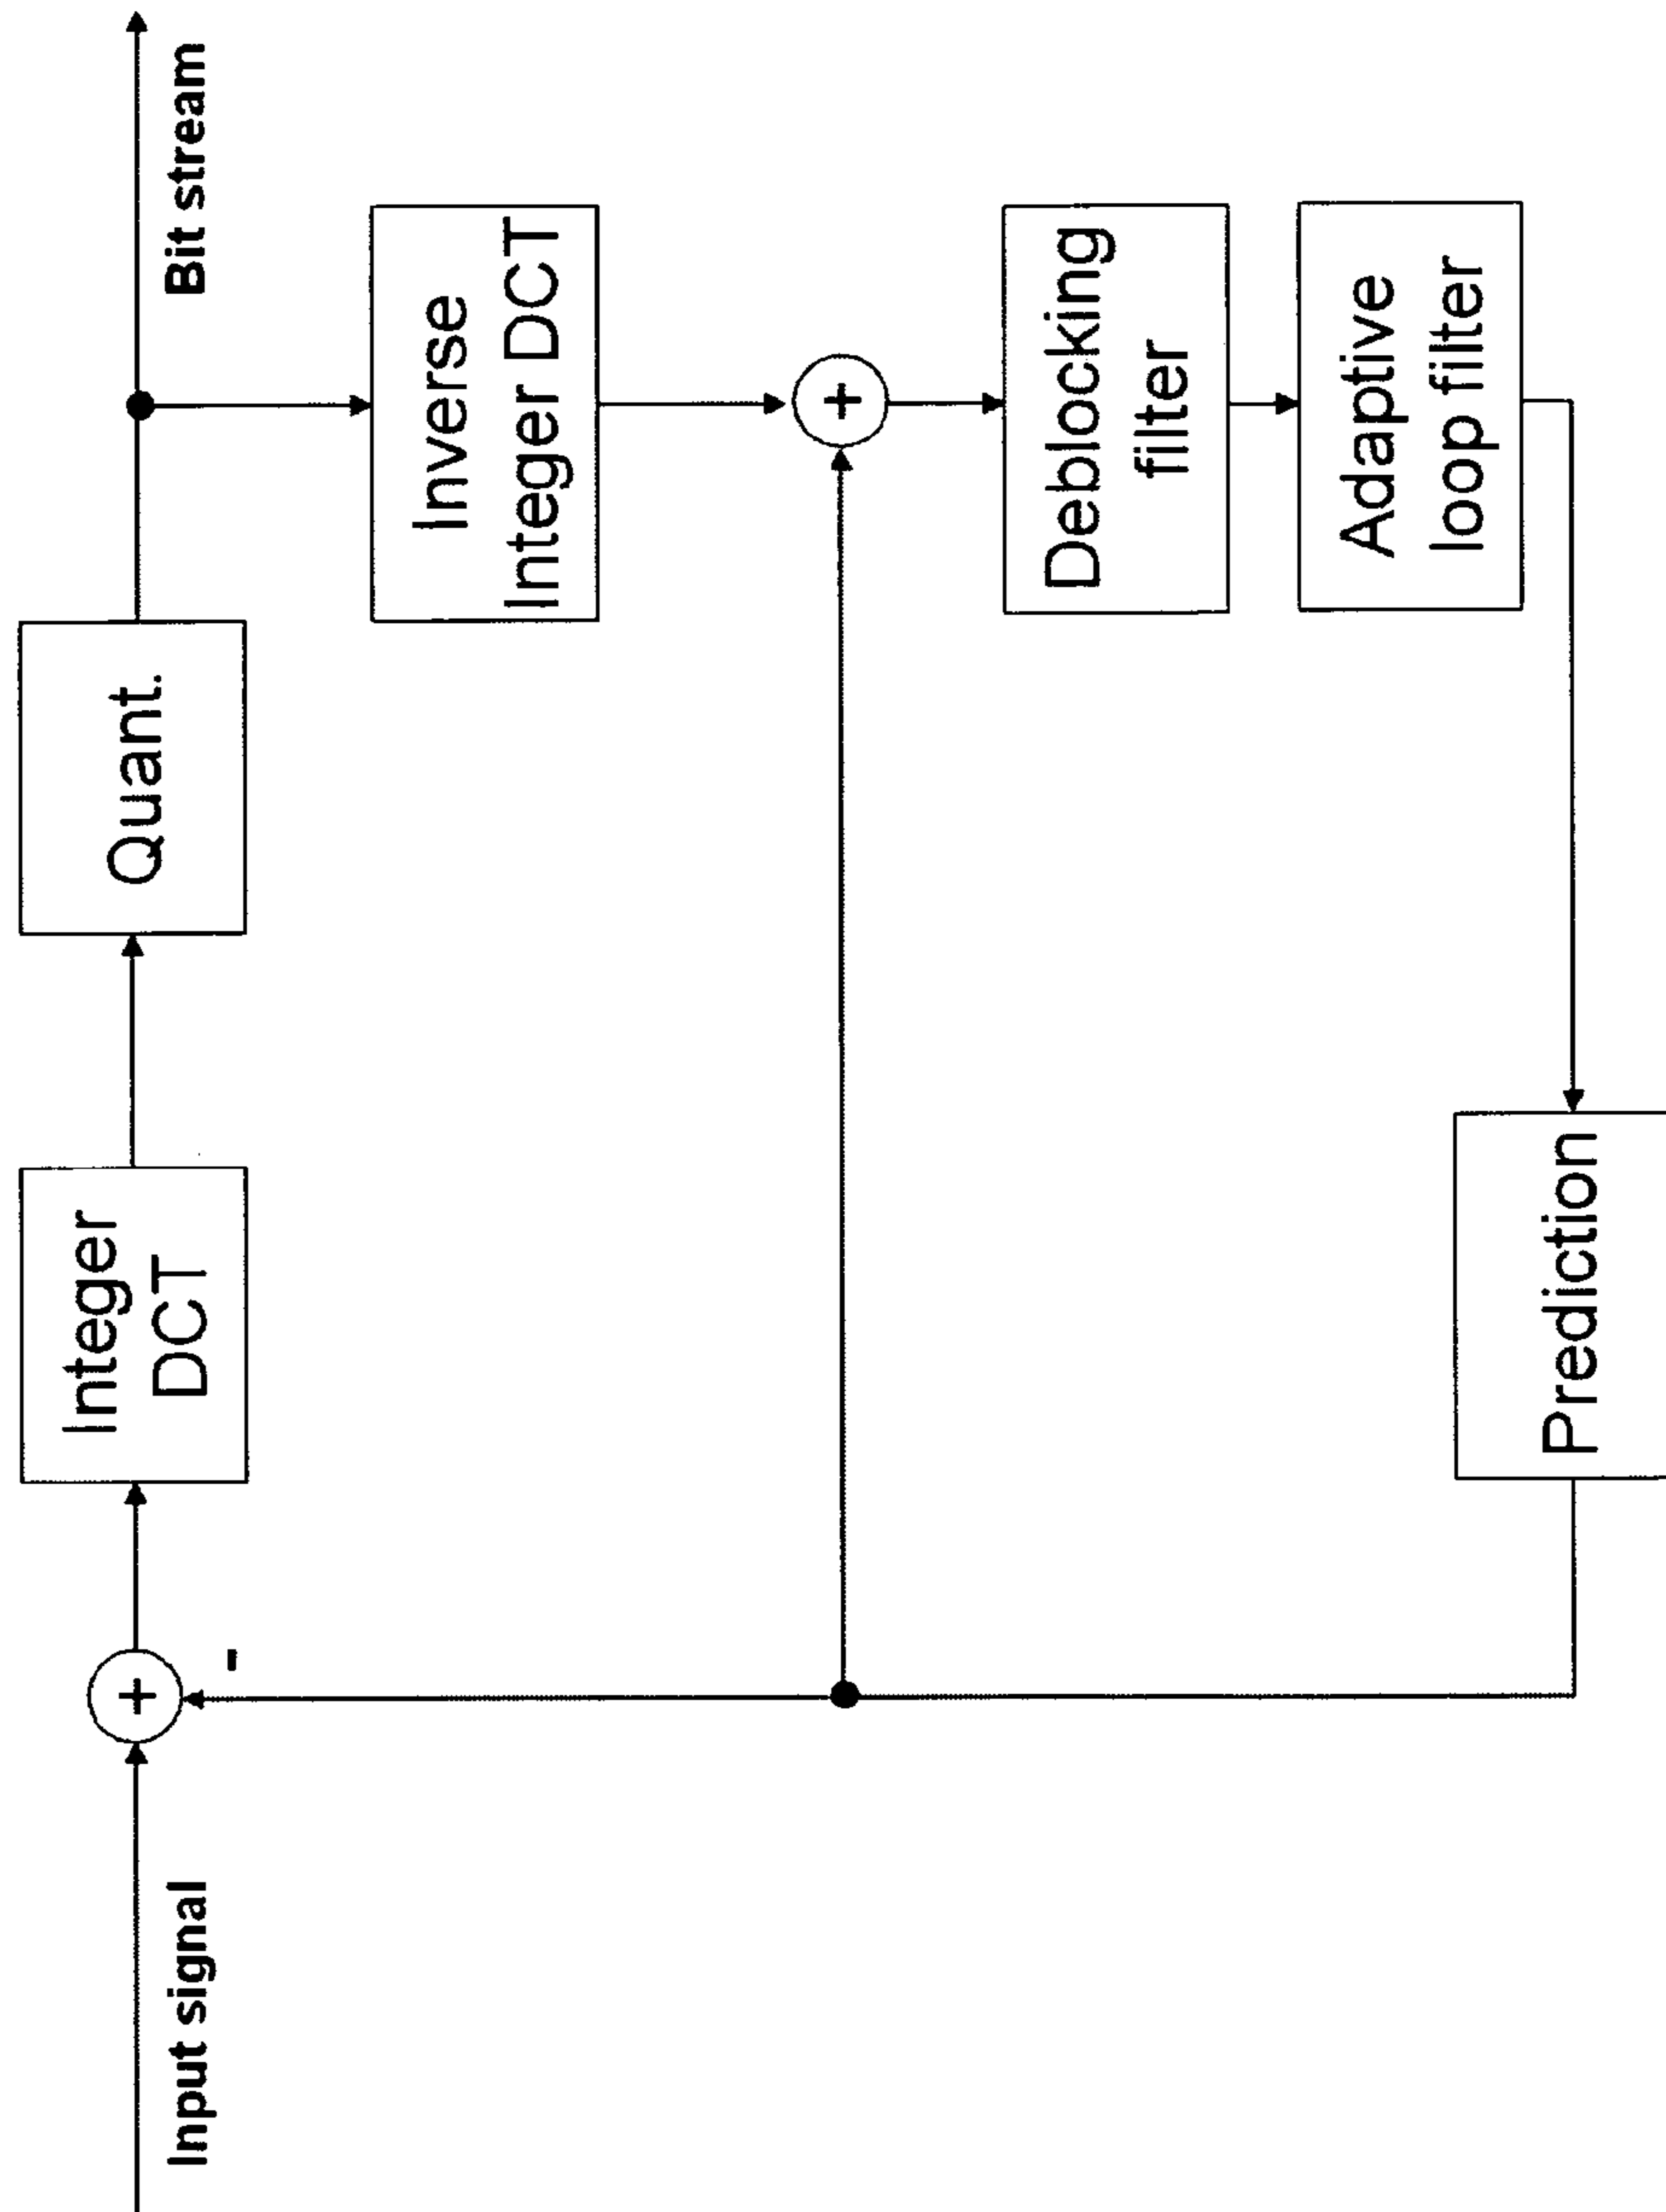 Input signal
+
-
Integer
DCT
Quant.
Bit stream
Inverse
Integer DCT
+
Deblocking
filter
Adaptive
loop filter
Prediction